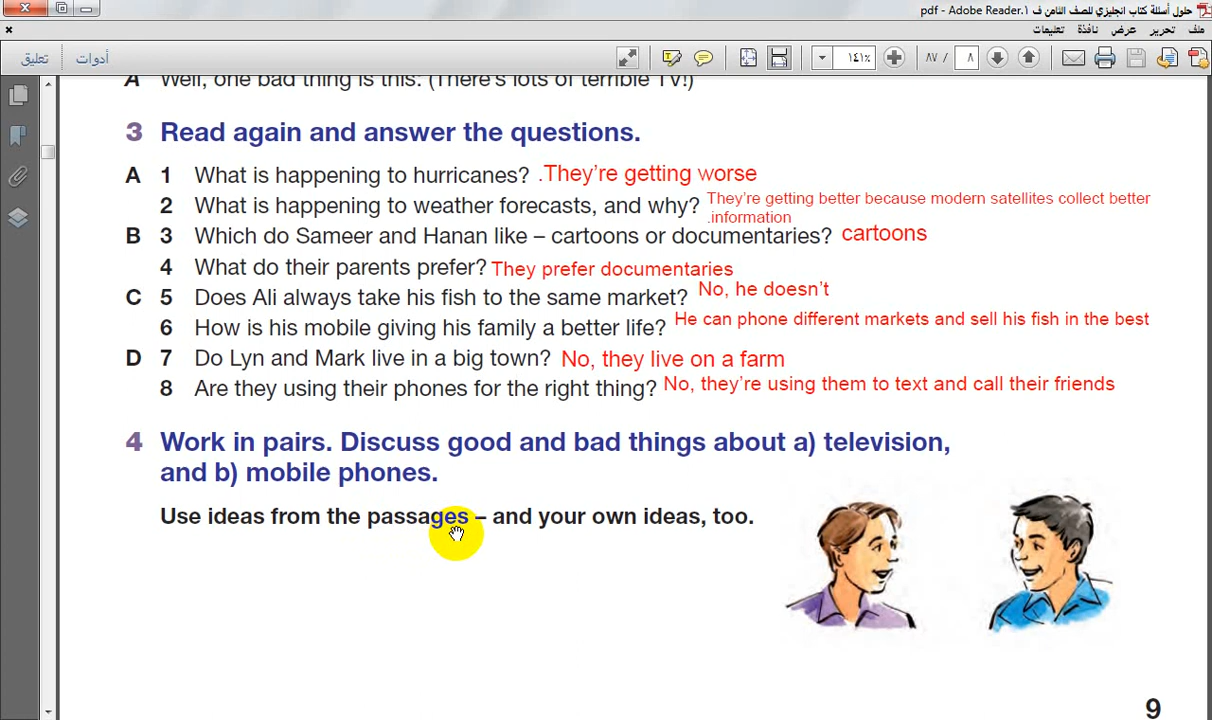 حلول أسئلة كتاب انجليزي للصف الثامن ف ١.pdf - Adobe Reader
ملف تحرير عرض نافذة تعليمات
تعليق أدوات ١٤١٪ ٨٧ / ٨
A Well, one bad thing is this: (There's lots of terrible TV!)
3 Read again and answer the questions.
A 1 What is happening to hurricanes? .They're getting worse
2 What is happening to weather forecasts, and why? They're getting better because modern satellites collect better
.information
B 3 Which do Sameer and Hanan like – cartoons or documentaries? cartoons
4 What do their parents prefer? They prefer documentaries
C 5 Does Ali always take his fish to the same market? No, he doesn't
6 How is his mobile giving his family a better life? He can phone different markets and sell his fish in the best
D 7 Do Lyn and Mark live in a big town? No, they live on a farm
8 Are they using their phones for the right thing? No, they're using them to text and call their friends
4 Work in pairs. Discuss good and bad things about a) television,
and b) mobile phones.
Use ideas from the passages – and your own ideas, too.
9